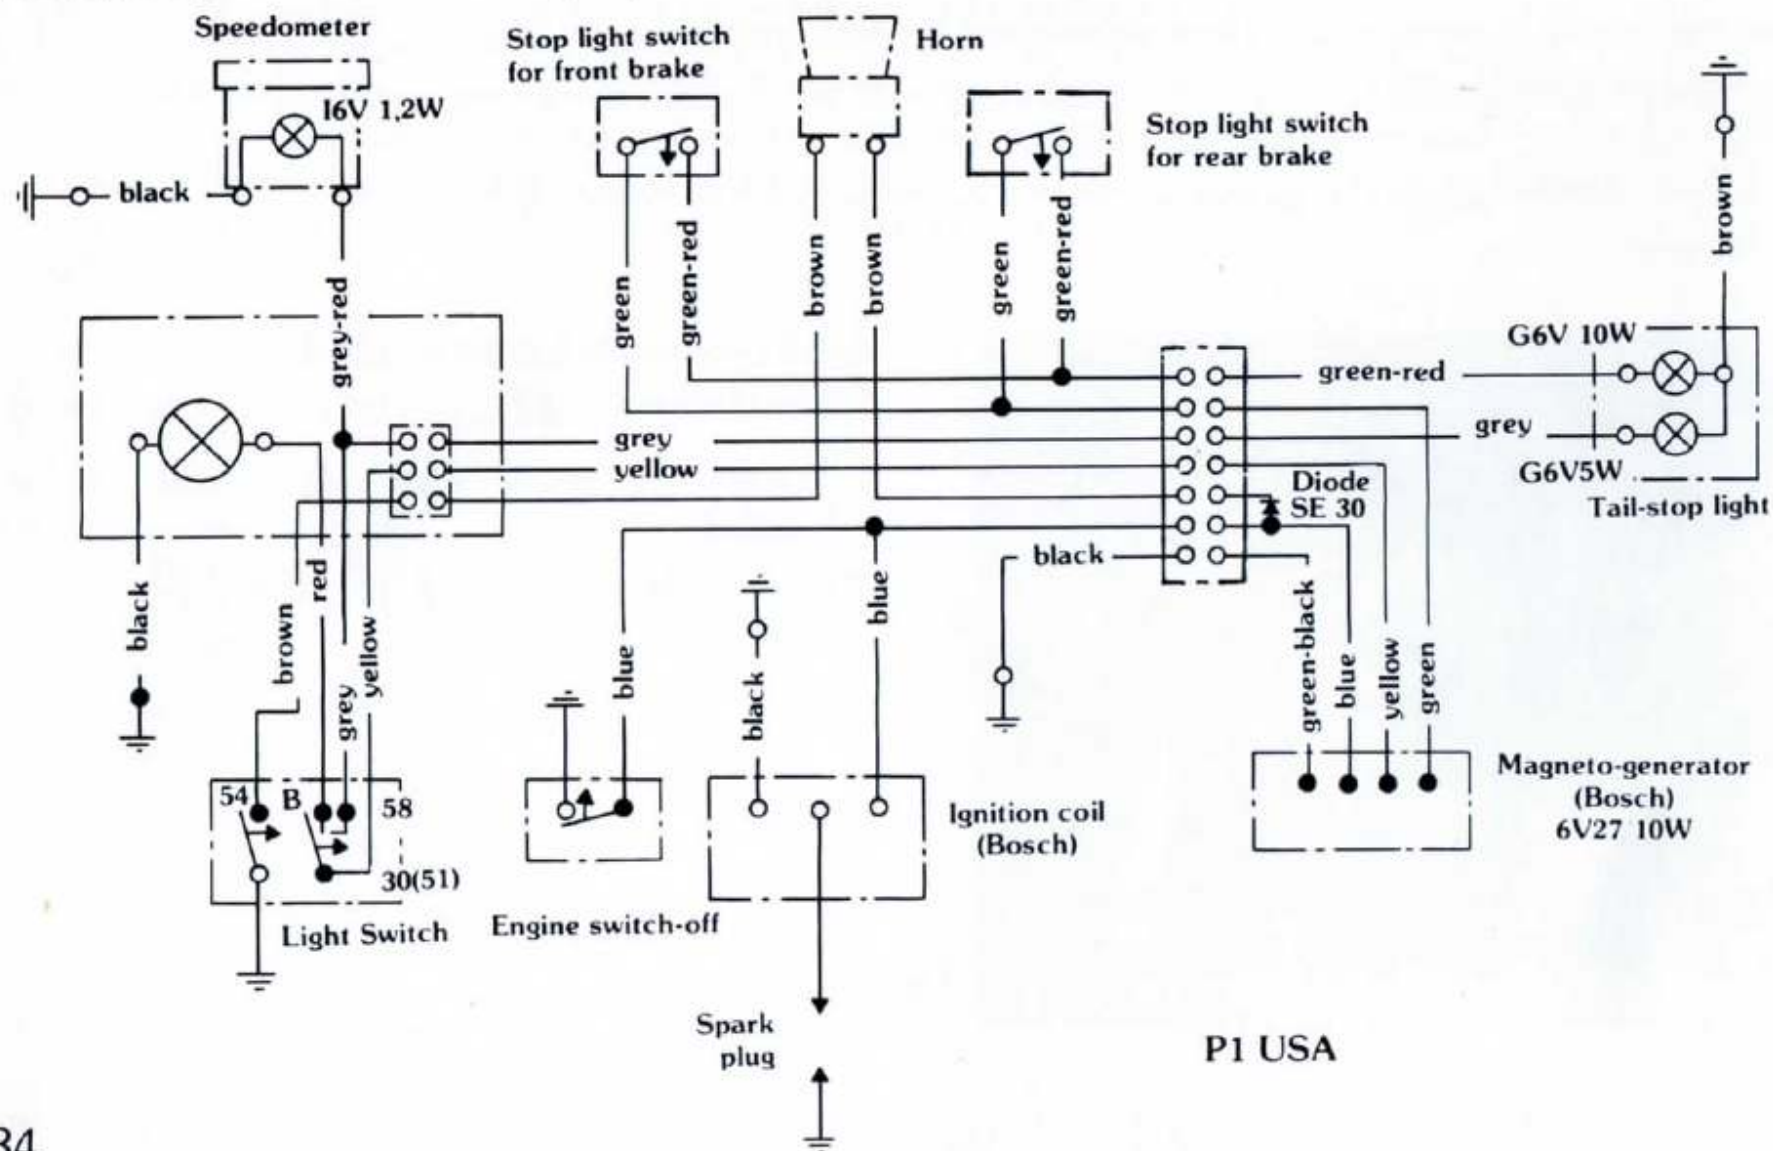 Speedometer
I6V 1,2W
Stop light switch
for front brake
Horn
Stop light switch
for rear brake
black
grey-red
green
green-red
brown
brown
green
green-red
brown
G6V 10W
green-red
grey
G6V5W
Tail-stop light
grey
yellow
Diode
SE 30
black
black
brown
red
grey
yellow
blue
black
blue
green-black
blue
yellow
green
54
B
58
30(51)
Light Switch
Engine switch-off
Ignition coil
(Bosch)
Magneto-generator
(Bosch)
6V27 10W
Spark
plug
P1 USA